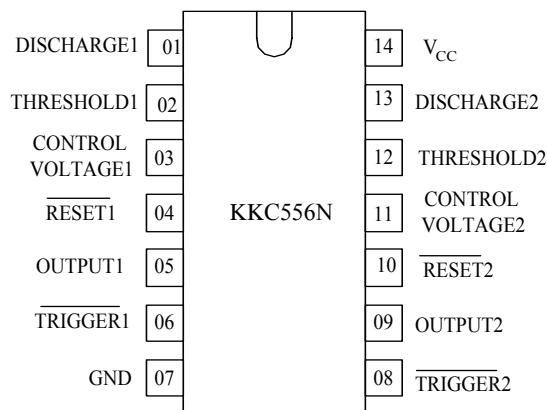 DISCHARGE1 01 14 VCC
THRESHOLD1 02 13 DISCHARGE2
CONTROL
VOLTAGE1 03 12 THRESHOLD2
RESET1 04 KKC556N 11 CONTROL
VOLTAGE2
OUTPUT1 05 10 RESET2
TRIGGER1 06 09 OUTPUT2
GND 07 08 TRIGGER2